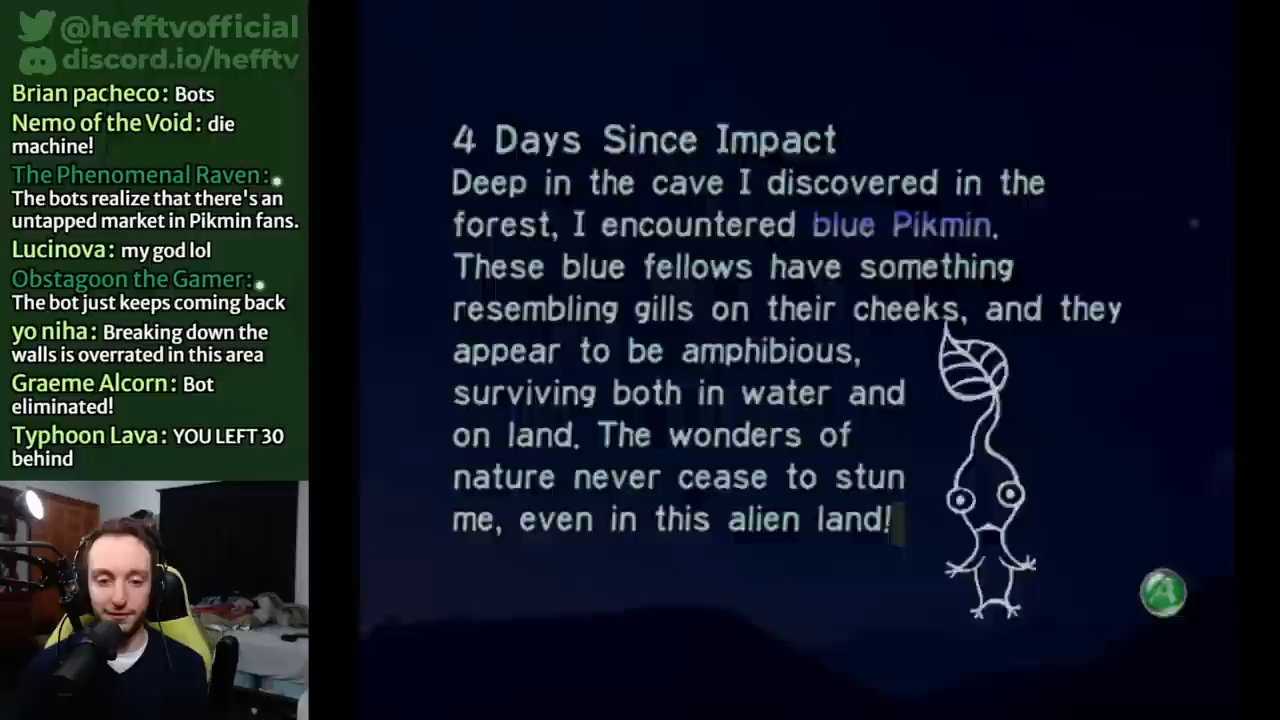 @hefftvofficial
discord.io/hefftv
Brian pacheco: Bots
Nemo of the Void: die
machine!
The Phenomenal Raven:
The bots realize that there's an
untapped market in Pikmin fans.
Lucinova: my god lol
Obstagoon the Gamer:
The bot just keeps coming back
yo niha: Breaking down the
walls is overrated in this area
Graeme Alcorn: Bot
eliminated!
Typhoon Lava: YOU LEFT 30
behind
4 Days Since Impact
Deep in the cave I discovered in the
forest, I encountered blue Pikmin.
These blue fellows have something
resembling gills on their cheeks, and they
appear to be amphibious,
surviving both in water and
on land. The wonders of
nature never cease to stun
me, even in this alien land!
A